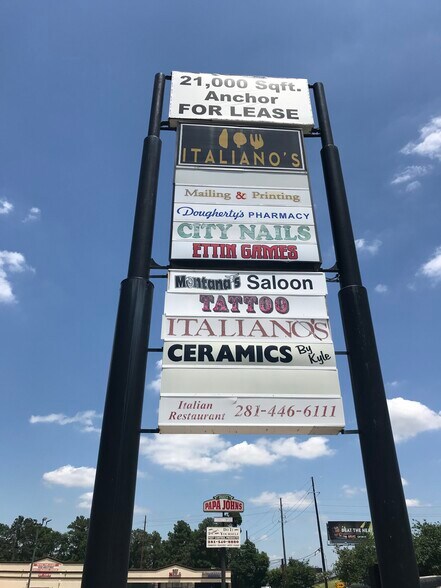 21,000 Sqft.
Anchor
FOR LEASE
ITALIANO'S
Mailing & Printing
Dougherty's PHARMACY
CITY NAILS
ETTIN GAMES
Montana's Saloon
TATTOO
ITALIANO'S
CERAMICS By Kyle
Italian
Restaurant 281-446-6111
PAPA JOHNS